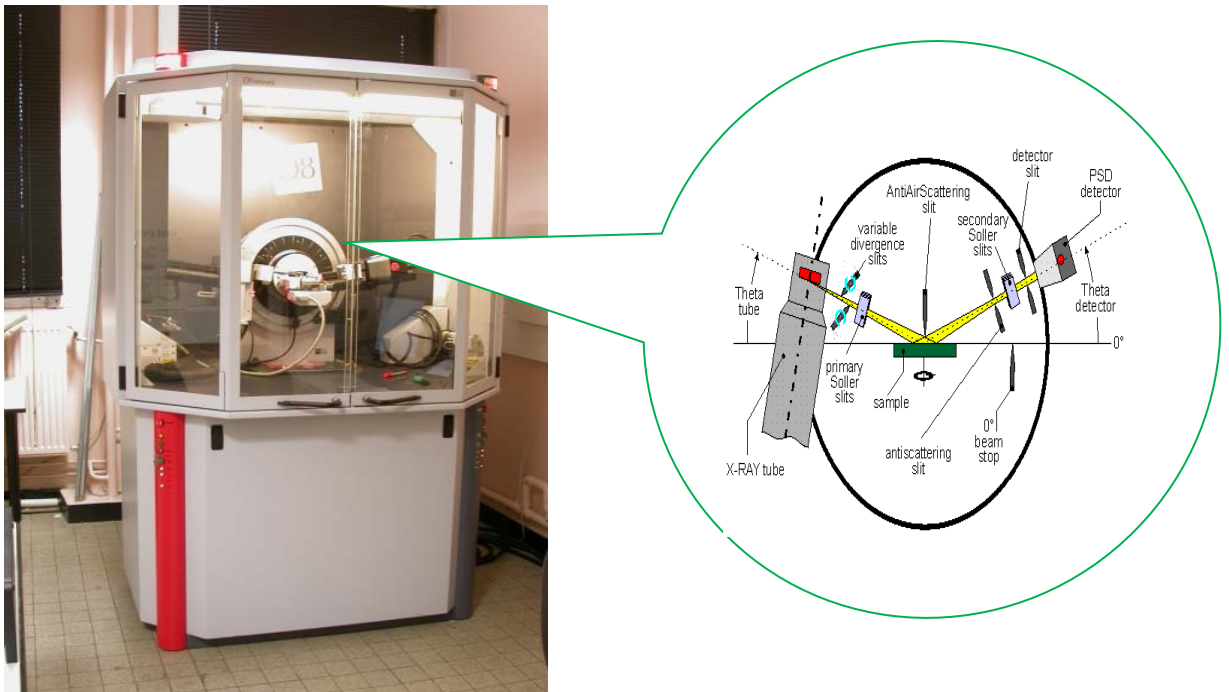 D8
AntiAirScattering
slit
detector
slit
PSD
detector
variable
divergence
slits
secondary
Soller
slits
Theta
tube
Theta
detector
0°
primary
Soller
slits
sample
0°
beam
stop
antiscattering
slit
X-RAY tube